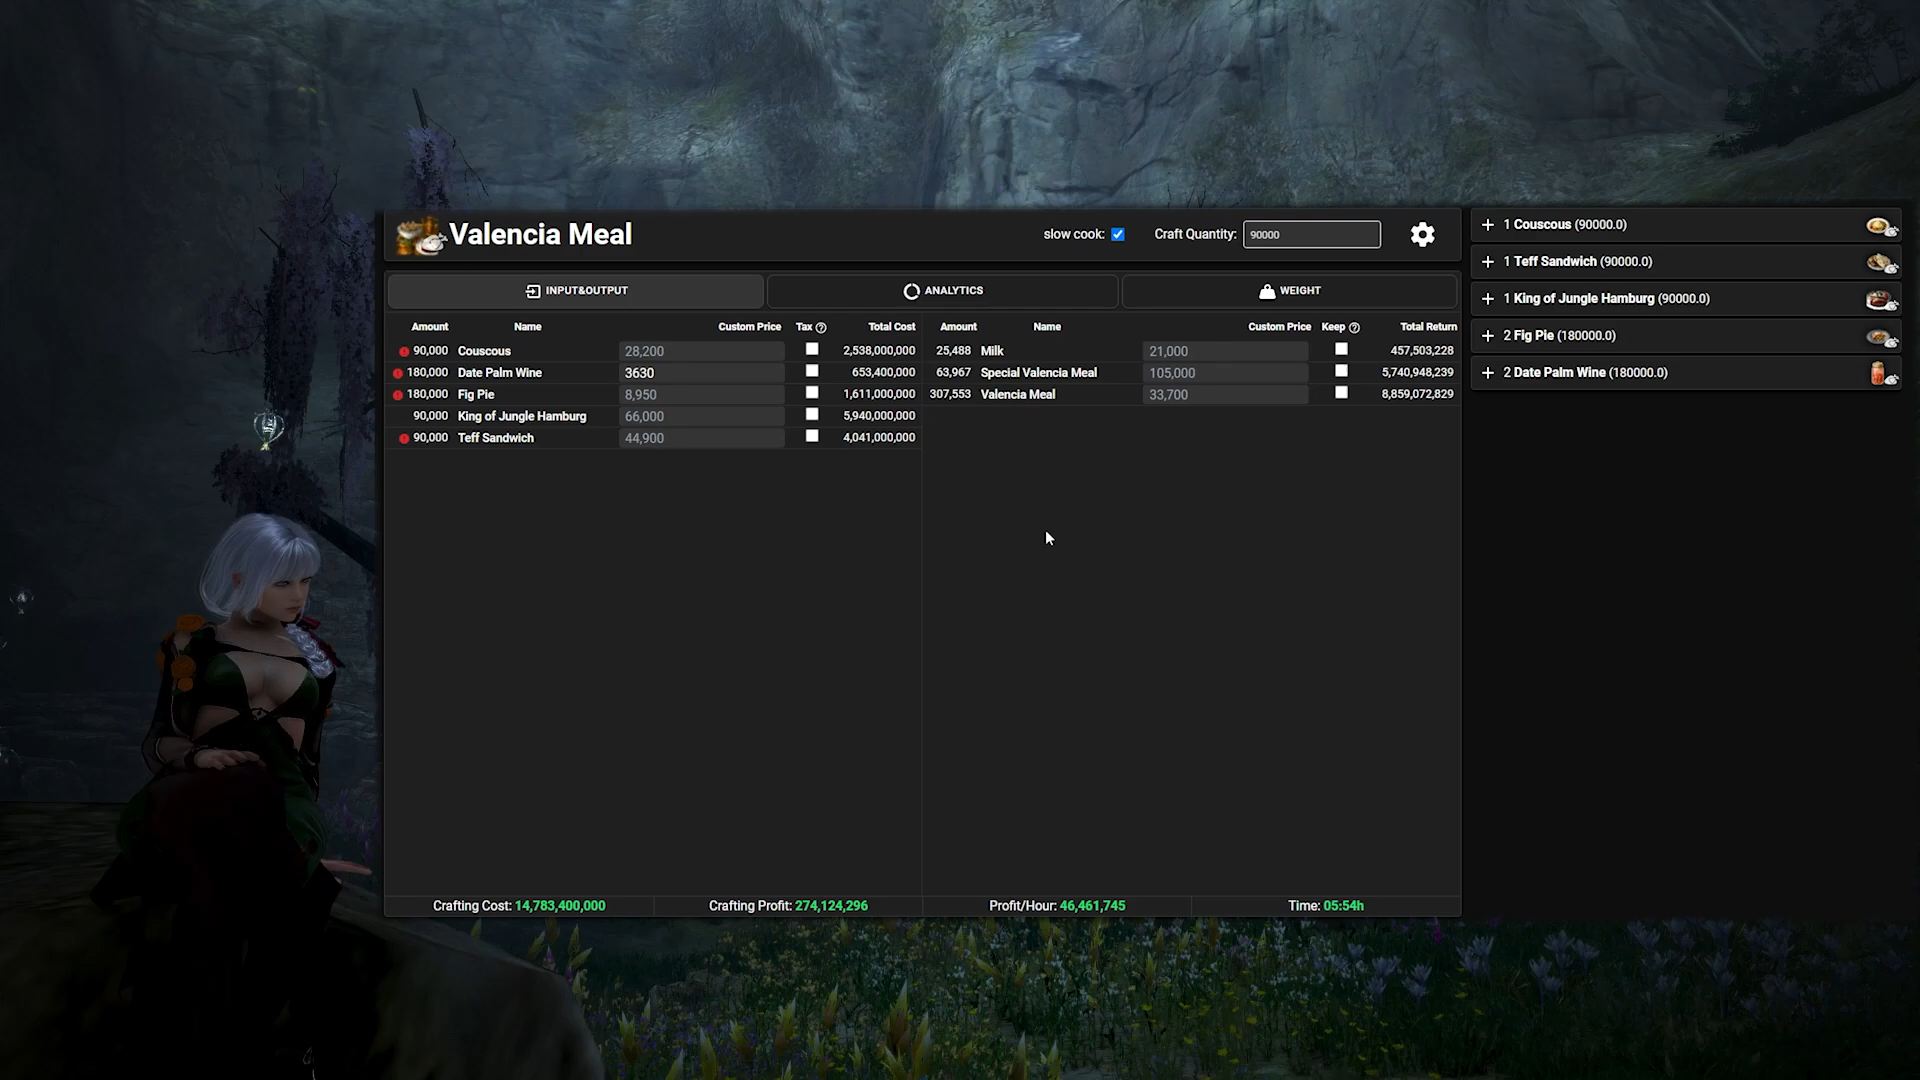 Valencia Meal
slow cook:
Craft Quantity: 90000
INPUT&OUTPUT
ANALYTICS
WEIGHT
Amount Name Custom Price Tax Total Cost
90,000 Couscous 28,200 2,538,000,000
180,000 Date Palm Wine 3630 653,400,000
180,000 Fig Pie 8,950 1,611,000,000
90,000 King of Jungle Hamburg 66,000 5,940,000,000
90,000 Teff Sandwich 44,900 4,041,000,000
Amount Name Custom Price Keep Total Return
25,488 Milk 21,000 457,503,228
63,967 Special Valencia Meal 105,000 5,740,948,239
307,553 Valencia Meal 33,700 8,859,072,829
Crafting Cost: 14,783,400,000
Crafting Profit: 274,124,296
Profit/Hour: 46,461,745
Time: 05:54h
1 Couscous (90000.0)
1 Teff Sandwich (90000.0)
1 King of Jungle Hamburg (90000.0)
2 Fig Pie (180000.0)
2 Date Palm Wine (180000.0)